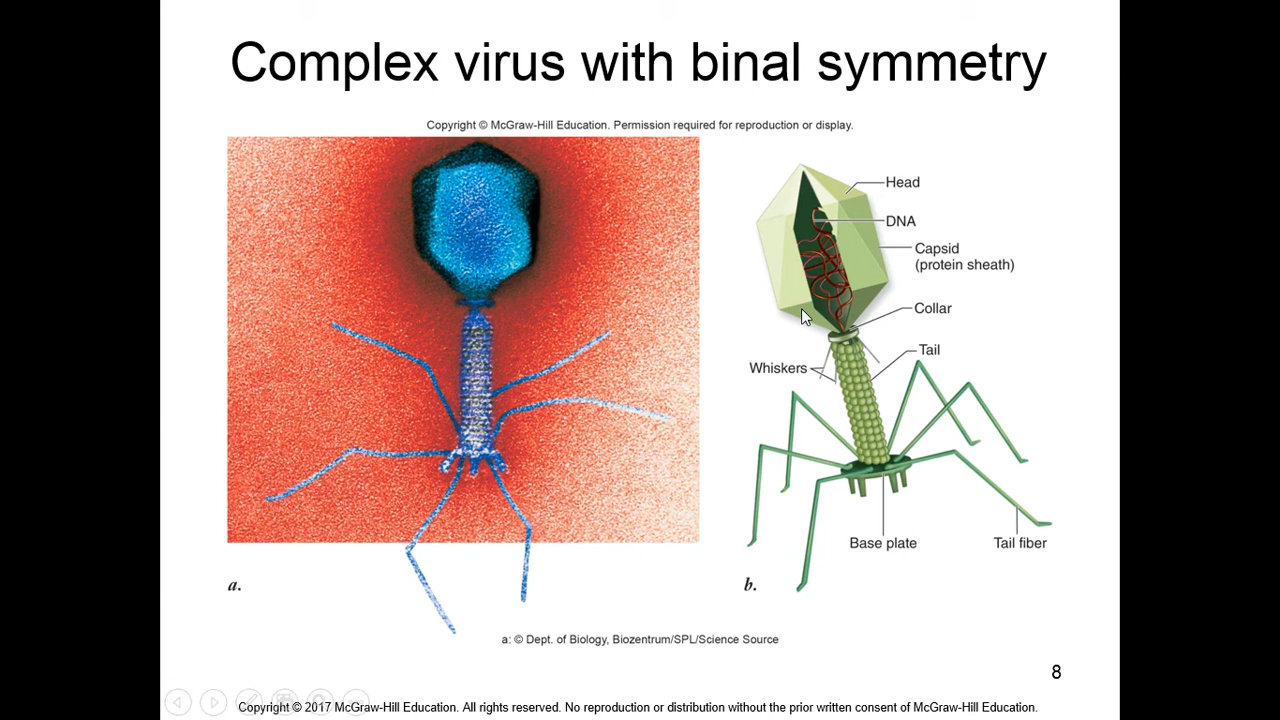 Complex virus with binal symmetry
Copyright © McGraw-Hill Education. Permission required for reproduction or display.
Head
DNA
Capsid
(protein sheath)
Collar
Tail
Whiskers
Base plate
Tail fiber
a.
b.
a: © Dept. of Biology, Biozentrum/SPL/Science Source
8
Copyright © 2017 McGraw-Hill Education. All rights reserved. No reproduction or distribution without the prior written consent of McGraw-Hill Education.